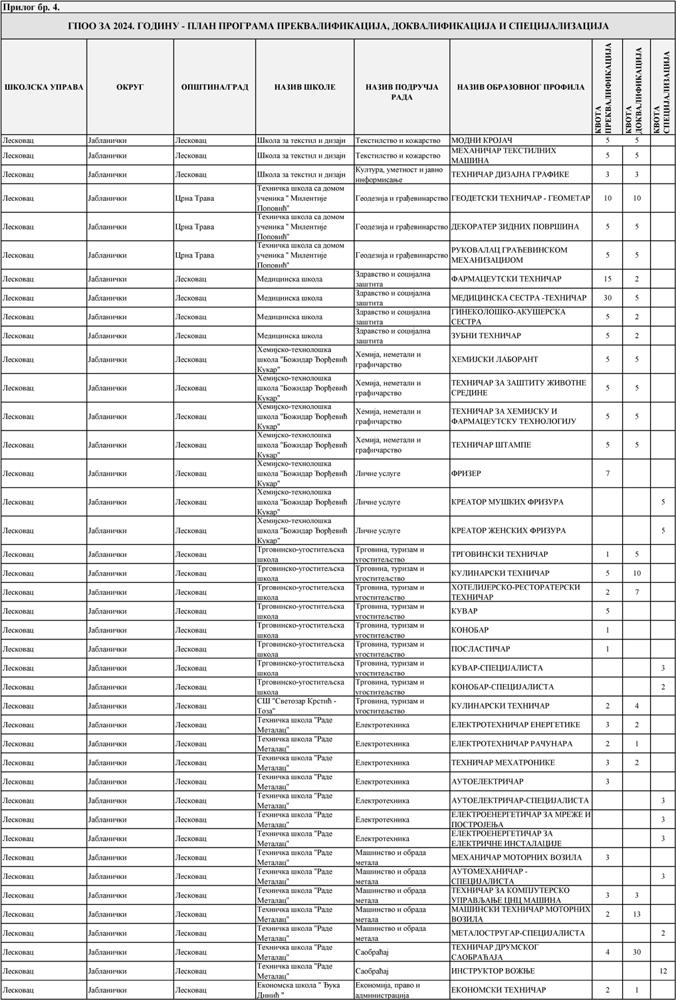 Прилог бр. 4.
ГПОО ЗА 2024. ГОДИНУ - ПЛАН ПРОГРАМА ПРЕКВАЛИФИКАЦИЈА, ДОКВАЛИФИКАЦИЈА И СПЕЦИЈАЛИЗАЦИЈА
ШКОЛСКА УПРАВА ОКРУГ ОПШТИНА/ГРАД НАЗИВ ШКОЛЕ НАЗИВ ПОДРУЧЈА РАДА НАЗИВ ОБРАЗОВНОГ ПРОФИЛА КВОТА ПРЕКВАЛИФИКАЦИЈА КВОТА ДОКВАЛИФИКАЦИЈА КВОТА СПЕЦИЈАЛИЗАЦИЈА
Лесковац Јабланички Лесковац Школа за текстил и дизајн Текстилство и кожарство МОДНИ КРОЈАЧ 5 5
Лесковац Јабланички Лесковац Школа за текстил и дизајн Текстилство и кожарство МЕХАНИЧАР ТЕКСТИЛНИХ МАШИНА 5 5
Лесковац Јабланички Лесковац Школа за текстил и дизајн Култура, уметност и јавно информисање ТЕХНИЧАР ДИЗАЈНА ГРАФИКЕ 3 3
Лесковац Јабланички Црна Трава Техничка школа са домом ученика " Милентије Поповић" Геодезија и грађевинарство ГЕОДЕТСКИ ТЕХНИЧАР - ГЕОМЕТАР 10 10
Лесковац Јабланички Црна Трава Техничка школа са домом ученика " Милентије Поповић" Геодезија и грађевинарство ДЕКОРАТЕР ЗИДНИХ ПОВРШИНА 5 5
Лесковац Јабланички Црна Трава Техничка школа са домом ученика " Милентије Поповић" Геодезија и грађевинарство РУКОВАЛАЦ ГРАЂЕВИНСКОМ МЕХАНИЗАЦИЈОМ 5 5
Лесковац Јабланички Лесковац Медицинска школа Здравство и социјална заштита ФАРМАЦЕУТСКИ ТЕХНИЧАР 15 2
Лесковац Јабланички Лесковац Медицинска школа Здравство и социјална заштита МЕДИЦИНСКА СЕСТРА -ТЕХНИЧАР 30 5
Лесковац Јабланички Лесковац Медицинска школа Здравство и социјална заштита ГИНЕКОЛОШКО-АКУШЕРСКА СЕСТРА 5 2
Лесковац Јабланички Лесковац Медицинска школа Здравство и социјална заштита ЗУБНИ ТЕХНИЧАР 5 2
Лесковац Јабланички Лесковац Хемијско-технолошка школа "Божидар Ђорђевић Кукар" Хемија, неметали и графичарство ХЕМИЈСКИ ЛАБОРАНТ 5 5
Лесковац Јабланички Лесковац Хемијско-технолошка школа "Божидар Ђорђевић Кукар" Хемија, неметали и графичарство ТЕХНИЧАР ЗА ЗАШТИТУ ЖИВОТНЕ СРЕДИНЕ 5 5
Лесковац Јабланички Лесковац Хемијско-технолошка школа "Божидар Ђорђевић Кукар" Хемија, неметали и графичарство ТЕХНИЧАР ЗА ХЕМИЈСКУ И ФАРМАЦЕУТСКУ ТЕХНОЛОГИЈУ 5 5
Лесковац Јабланички Лесковац Хемијско-технолошка школа "Божидар Ђорђевић Кукар" Хемија, неметали и графичарство ТЕХНИЧАР ШТАМПЕ 5 5
Лесковац Јабланички Лесковац Хемијско-технолошка школа "Божидар Ђорђевић Кукар" Личне услуге ФРИЗЕР 7
Лесковац Јабланички Лесковац Хемијско-технолошка школа "Божидар Ђорђевић Кукар" Личне услуге КРЕАТОР МУШКИХ ФРИЗУРА 5
Лесковац Јабланички Лесковац Хемијско-технолошка школа "Божидар Ђорђевић Кукар" Личне услуге КРЕАТОР ЖЕНСКИХ ФРИЗУРА 5
Лесковац Јабланички Лесковац Трговинско-угоститељска школа Трговина, туризам и угоститељство ТРГОВИНСКИ ТЕХНИЧАР 1 5
Лесковац Јабланички Лесковац Трговинско-угоститељска школа Трговина, туризам и угоститељство КУЛИНАРСКИ ТЕХНИЧАР 5 10
Лесковац Јабланички Лесковац Трговинско-угоститељска школа Трговина, туризам и угоститељство ХОТЕЛИЈЕРСКО-РЕСТОРАТЕРСКИ ТЕХНИЧАР 2 7
Лесковац Јабланички Лесковац Трговинско-угоститељска школа Трговина, туризам и угоститељство КУВАР 5
Лесковац Јабланички Лесковац Трговинско-угоститељска школа Трговина, туризам и угоститељство КОНОБАР 1
Лесковац Јабланички Лесковац Трговинско-угоститељска школа Трговина, туризам и угоститељство ПОСЛАСТИЧАР 1
Лесковац Јабланички Лесковац Трговинско-угоститељска школа Трговина, туризам и угоститељство КУВАР-СПЕЦИЈАЛИСТА 3
Лесковац Јабланички Лесковац Трговинско-угоститељска школа Трговина, туризам и угоститељство КОНОБАР-СПЕЦИЈАЛИСТА 2
Лесковац Јабланички Лесковац СШ "Светозар Крстић - Тоза" Трговина, туризам и угоститељство КУЛИНАРСКИ ТЕХНИЧАР 2 4
Лесковац Јабланички Лесковац Техничка школа "Раде Металац" Електротехника ЕЛЕКТРОТЕХНИЧАР ЕНЕРГЕТИКЕ 3 2
Лесковац Јабланички Лесковац Техничка школа "Раде Металац" Електротехника ЕЛЕКТРОТЕХНИЧАР РАЧУНАРА 2 1
Лесковац Јабланички Лесковац Техничка школа "Раде Металац" Електротехника ТЕХНИЧАР МЕХАТРОНИКЕ 3 2
Лесковац Јабланички Лесковац Техничка школа "Раде Металац" Електротехника АУТОЕЛЕКТРИЧАР 3
Лесковац Јабланички Лесковац Техничка школа "Раде Металац" Електротехника АУТОЕЛЕКТРИЧАР-СПЕЦИЈАЛИСТА 3
Лесковац Јабланички Лесковац Техничка школа "Раде Металац" Електротехника ЕЛЕКТРОЕНЕРГЕТИЧАР ЗА МРЕЖЕ И ПОСТРОЈЕЊА 3
Лесковац Јабланички Лесковац Техничка школа "Раде Металац" Електротехника ЕЛЕКТРОЕНЕРГЕТИЧАР ЗА ЕЛЕКТРИЧНЕ ИНСТАЛАЦИЈЕ 3
Лесковац Јабланички Лесковац Техничка школа "Раде Металац" Машинство и обрада метала МЕХАНИЧАР МОТОРНИХ ВОЗИЛА 3
Лесковац Јабланички Лесковац Техничка школа "Раде Металац" Машинство и обрада метала АУТОМЕХАНИЧАР - СПЕЦИЈАЛИСТА 3
Лесковац Јабланички Лесковац Техничка школа "Раде Металац" Машинство и обрада метала ТЕХНИЧАР ЗА КОМПЈУТЕРСКО УПРАВЉАЊЕ ЦНЦ МАШИНА 3 3
Лесковац Јабланички Лесковац Техничка школа "Раде Металац" Машинство и обрада метала МАШИНСКИ ТЕХНИЧАР МОТОРНИХ ВОЗИЛА 2 13
Лесковац Јабланички Лесковац Техничка школа "Раде Металац" Машинство и обрада метала МЕТАЛОСТРУГАР-СПЕЦИЈАЛИСТА 2
Лесковац Јабланички Лесковац Техничка школа "Раде Металац" Саобраћај ТЕХНИЧАР ДРУМСКОГ САОБРАЋАЈА 4 30
Лесковац Јабланички Лесковац Техничка школа "Раде Металац" Саобраћај ИНСТРУКТОР ВОЖЊЕ 12
Лесковац Јабланички Лесковац Економска школа " Ђука Динић " Економија, право и администрација ЕКОНОМСКИ ТЕХНИЧАР 2 1